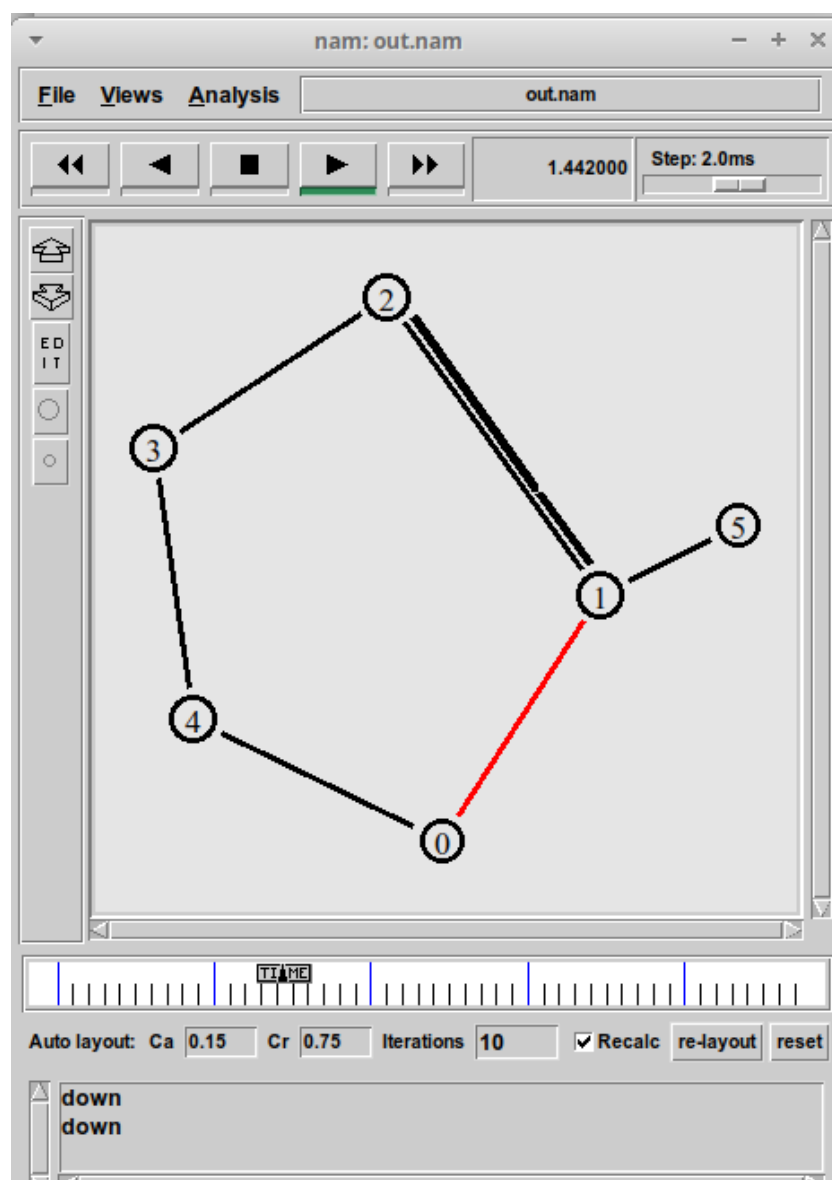 nam: out.nam
File Views Analysis out.nam
1.442000 Step: 2.0ms
ED
IT
2
3
5
1
4
0
TIME
Auto layout: Ca 0.15 Cr 0.75 Iterations 10 Recalc re-layout reset
down
down